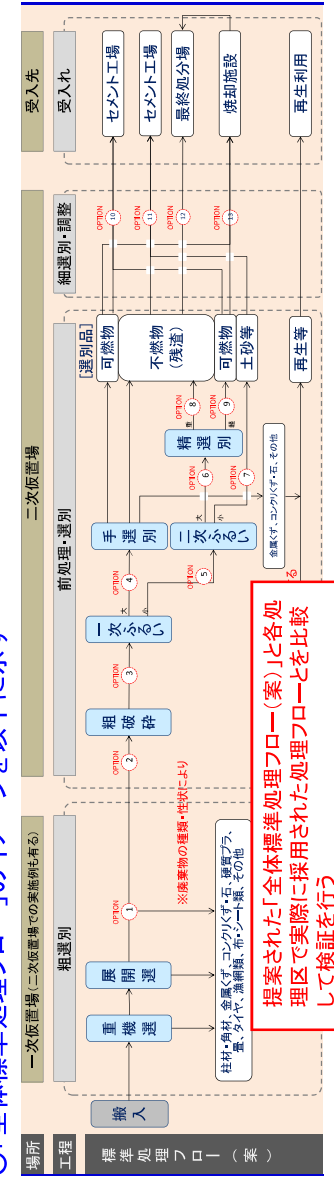 場所
一次仮置場(二次仮置場での実施例も有る)
二次仮置場
受入先
工程
粗選別
前処理・選別
細選別・調整
受入れ
標準処理フロー(案)
搬入
重機選
展開選
OPTION
1
※廃棄物の種類・性状により
柱材・角材、金属くず、コンクリくず・石、硬質プラ、
畳、タイヤ、漁網類、布・シート類、その他
OPTION
2
粗破砕
OPTION
3
一次ふるい
大
小
OPTION
4
OPTION
5
手選別
二次ふるい
大
小
OPTION
6
OPTION
7
精選別
重
軽
OPTION
8
OPTION
9
金属くず、コンクリくず・石、その他
[選別品]
可燃物
不燃物
(残渣)
可燃物
土砂等
再生等
OPTION
10
OPTION
11
OPTION
12
OPTION
13
セメント工場
セメント工場
最終処分場
焼却施設
再生利用
提案された「全体標準処理フロー(案)」と各処
理区で実際に採用された処理フローとを比較
して検証を行う